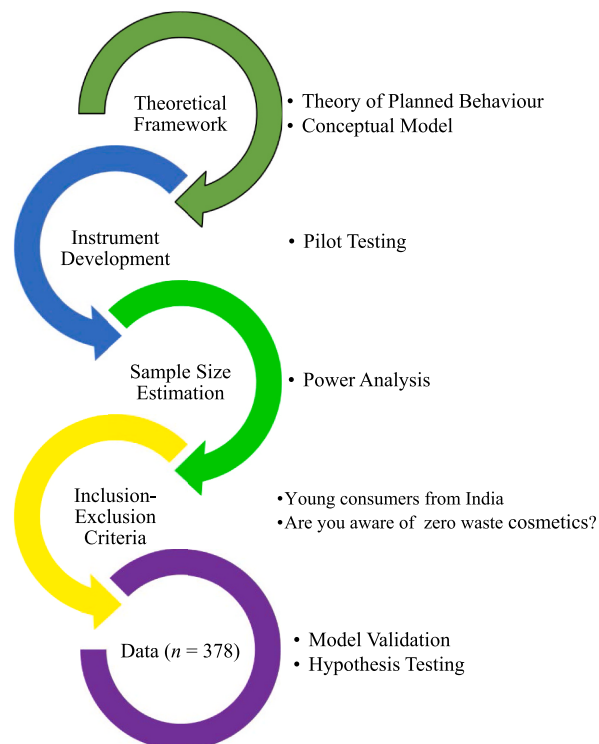 Theoretical
Framework
• Theory of Planned Behaviour
• Conceptual Model
Instrument
Development
• Pilot Testing
Sample Size
Estimation
• Power Analysis
Inclusion-
Exclusion
Criteria
•Young consumers from India
•Are you aware of zero waste cosmetics?
Data (n = 378)
• Model Validation
• Hypothesis Testing